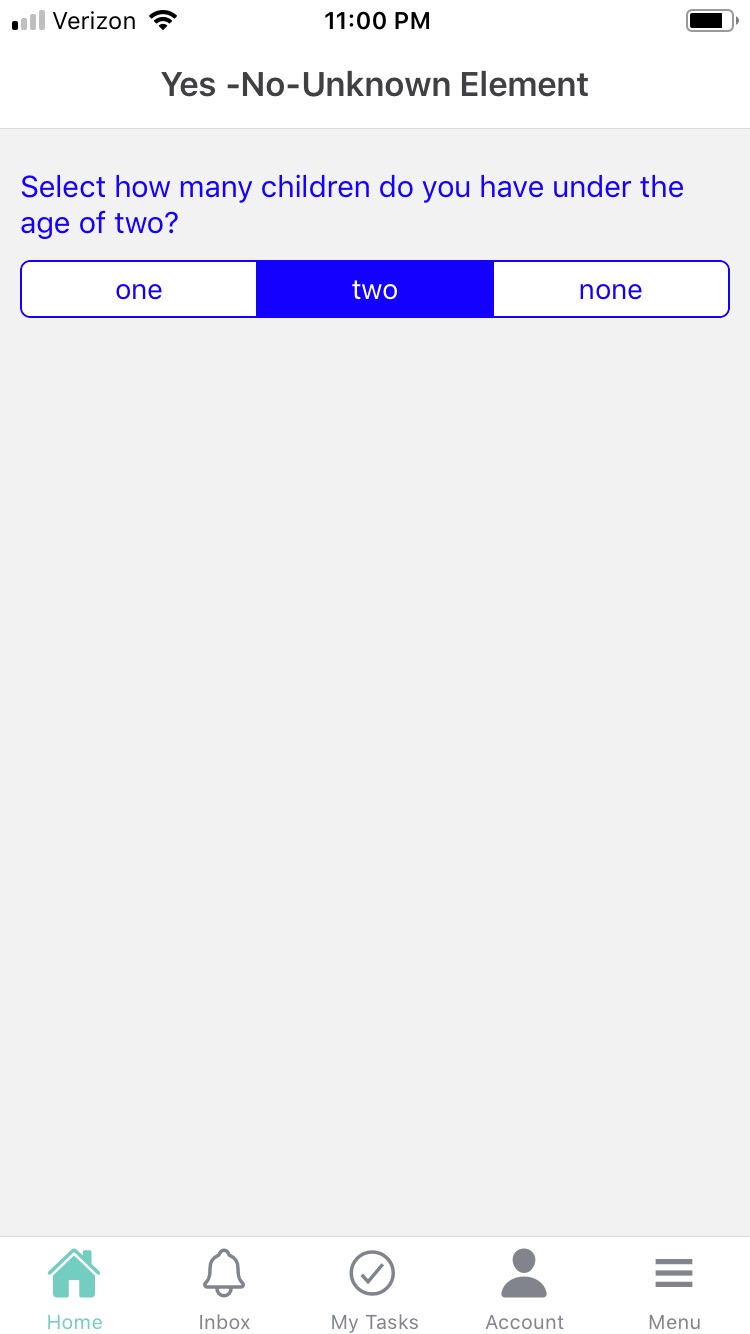 Verizon 11:00 PM
Yes -No-Unknown Element
Select how many children do you have under the
age of two?
one two none
Home Inbox My Tasks Account Menu